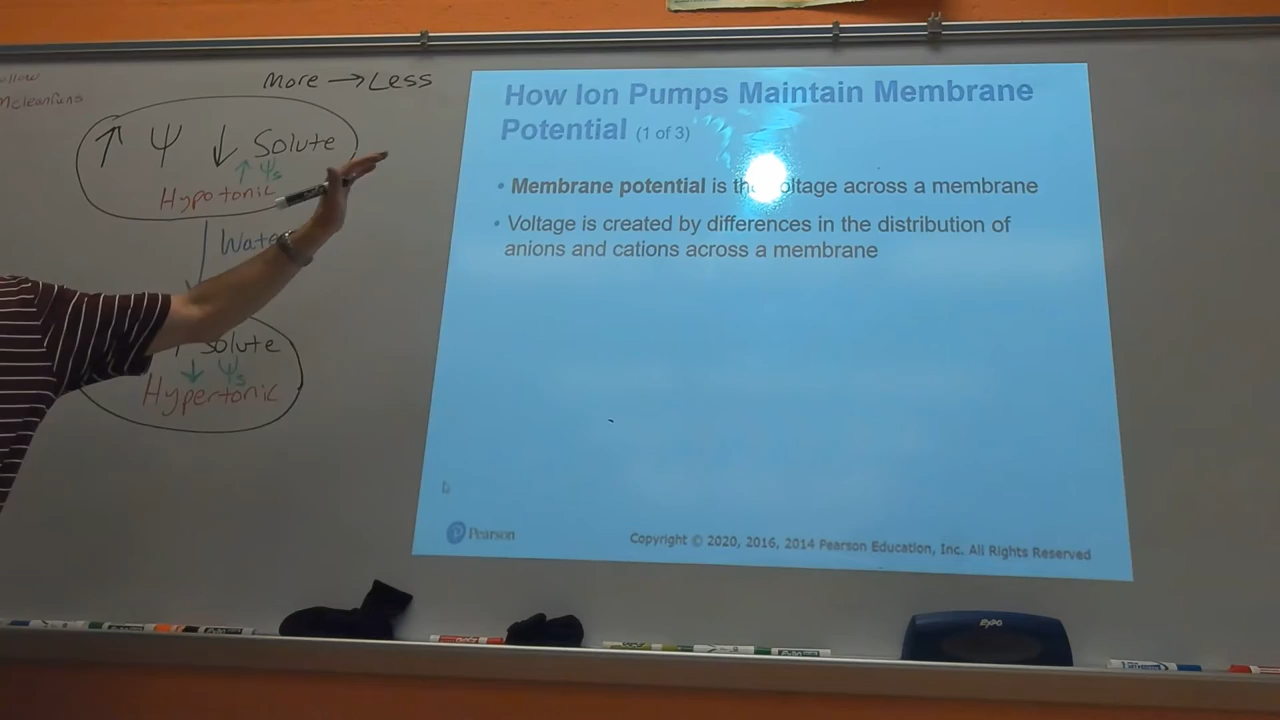 More → Less
↑ Ψ ↓ Solute
↑ Ψs
Hypotonic
Solute
↓ Ψs
Hypertonic
How Ion Pumps Maintain Membrane
Potential (1 of 3)
• Membrane potential is the voltage across a membrane
• Voltage is created by differences in the distribution of
anions and cations across a membrane
Pearson
Copyright © 2020, 2016, 2014 Pearson Education, Inc. All Rights Reserved
EXPO